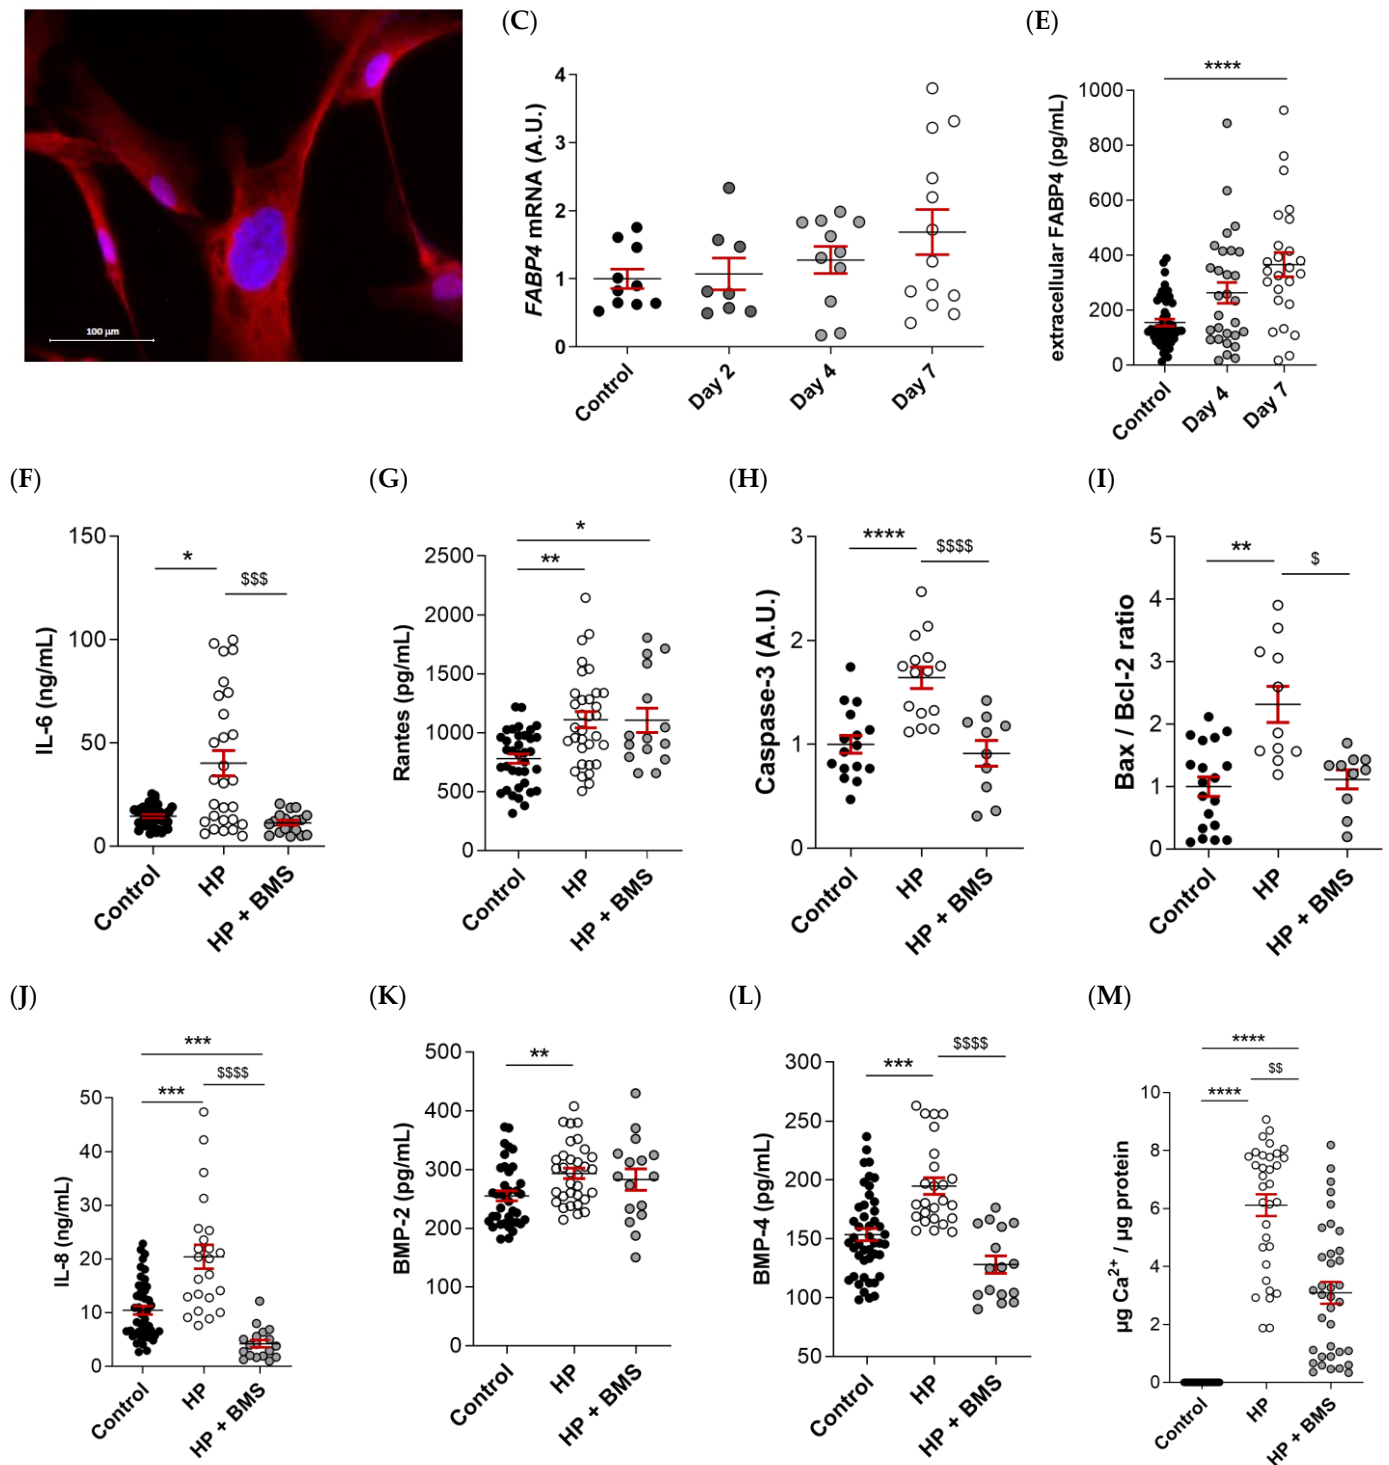 (C)
(E)
100 µm
FABP4 mRNA (A.U.)
4
3
2
1
0
Control
Day 2
Day 4
Day 7
****
extracellular FABP4 (pg/mL)
1000
800
600
400
200
0
Control
Day 4
Day 7
(F)
(G)
(H)
(I)
IL-6 (ng/mL)
150
100
50
0
*
$$$
Control
HP
HP + BMS
Rantes (pg/mL)
2500
2000
1500
1000
500
0
*
**
Control
HP
HP + BMS
Caspase-3 (A.U.)
3
2
1
0
****
$$$$
Control
HP
HP + BMS
Bax / Bcl-2 ratio
5
4
3
2
1
0
**
$
Control
HP
HP + BMS
(J)
(K)
(L)
(M)
IL-8 (ng/mL)
50
40
30
20
10
0
***
***
$$$$
Control
HP
HP + BMS
BMP-2 (pg/mL)
500
400
300
200
100
0
**
Control
HP
HP + BMS
BMP-4 (pg/mL)
300
250
200
150
100
50
***
$$$$
Control
HP
HP + BMS
µg Ca²⁺ / µg protein
10
8
6
4
2
0
****
$$
****
Control
HP
HP + BMS